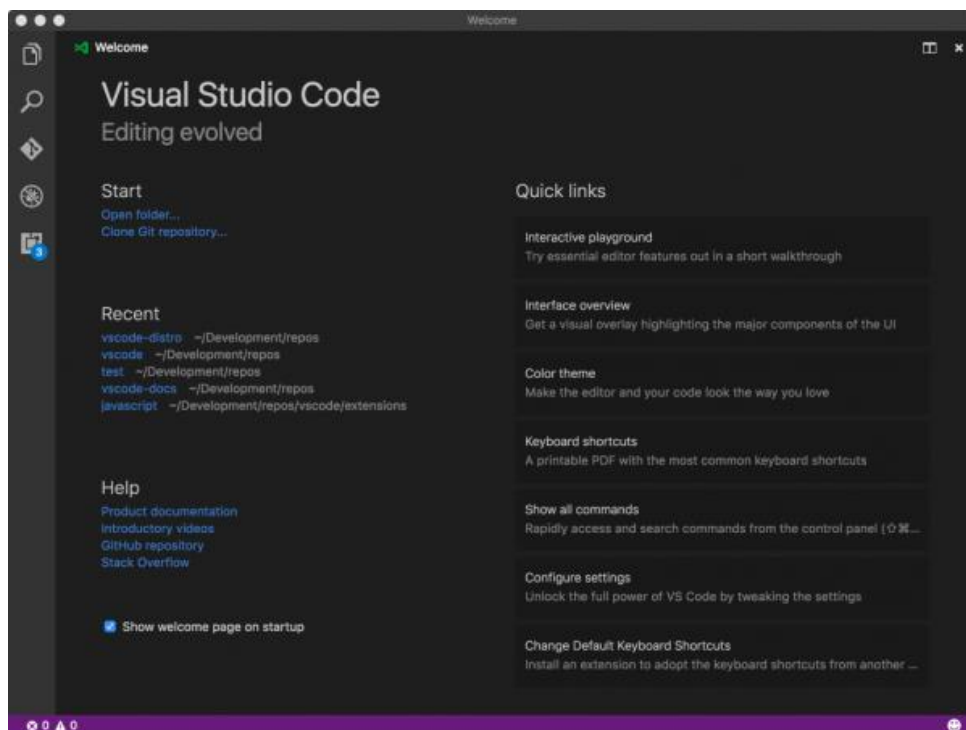 Welcome
Welcome
Visual Studio Code
Editing evolved
Start
Open folder...
Clone Git repository...
Recent
vscode-distro ~/Development/repos
vscode ~/Development/repos
test ~/Development/repos
vscode-docs ~/Development/repos
javascript ~/Development/repos/vscode/extensions
Help
Product documentation
Introductory videos
GitHub repository
Stack Overflow
Show welcome page on startup
Quick links
Interactive playground
Try essential editor features out in a short walkthrough
Interface overview
Get a visual overlay highlighting the major components of the UI
Color theme
Make the editor and your code look the way you love
Keyboard shortcuts
A printable PDF with the most common keyboard shortcuts
Show all commands
Rapidly access and search commands from the control panel (⇧⌘...
Configure settings
Unlock the full power of VS Code by tweaking the settings
Change Default Keyboard Shortcuts
Install an extension to adopt the keyboard shortcuts from another ...
3
0 0